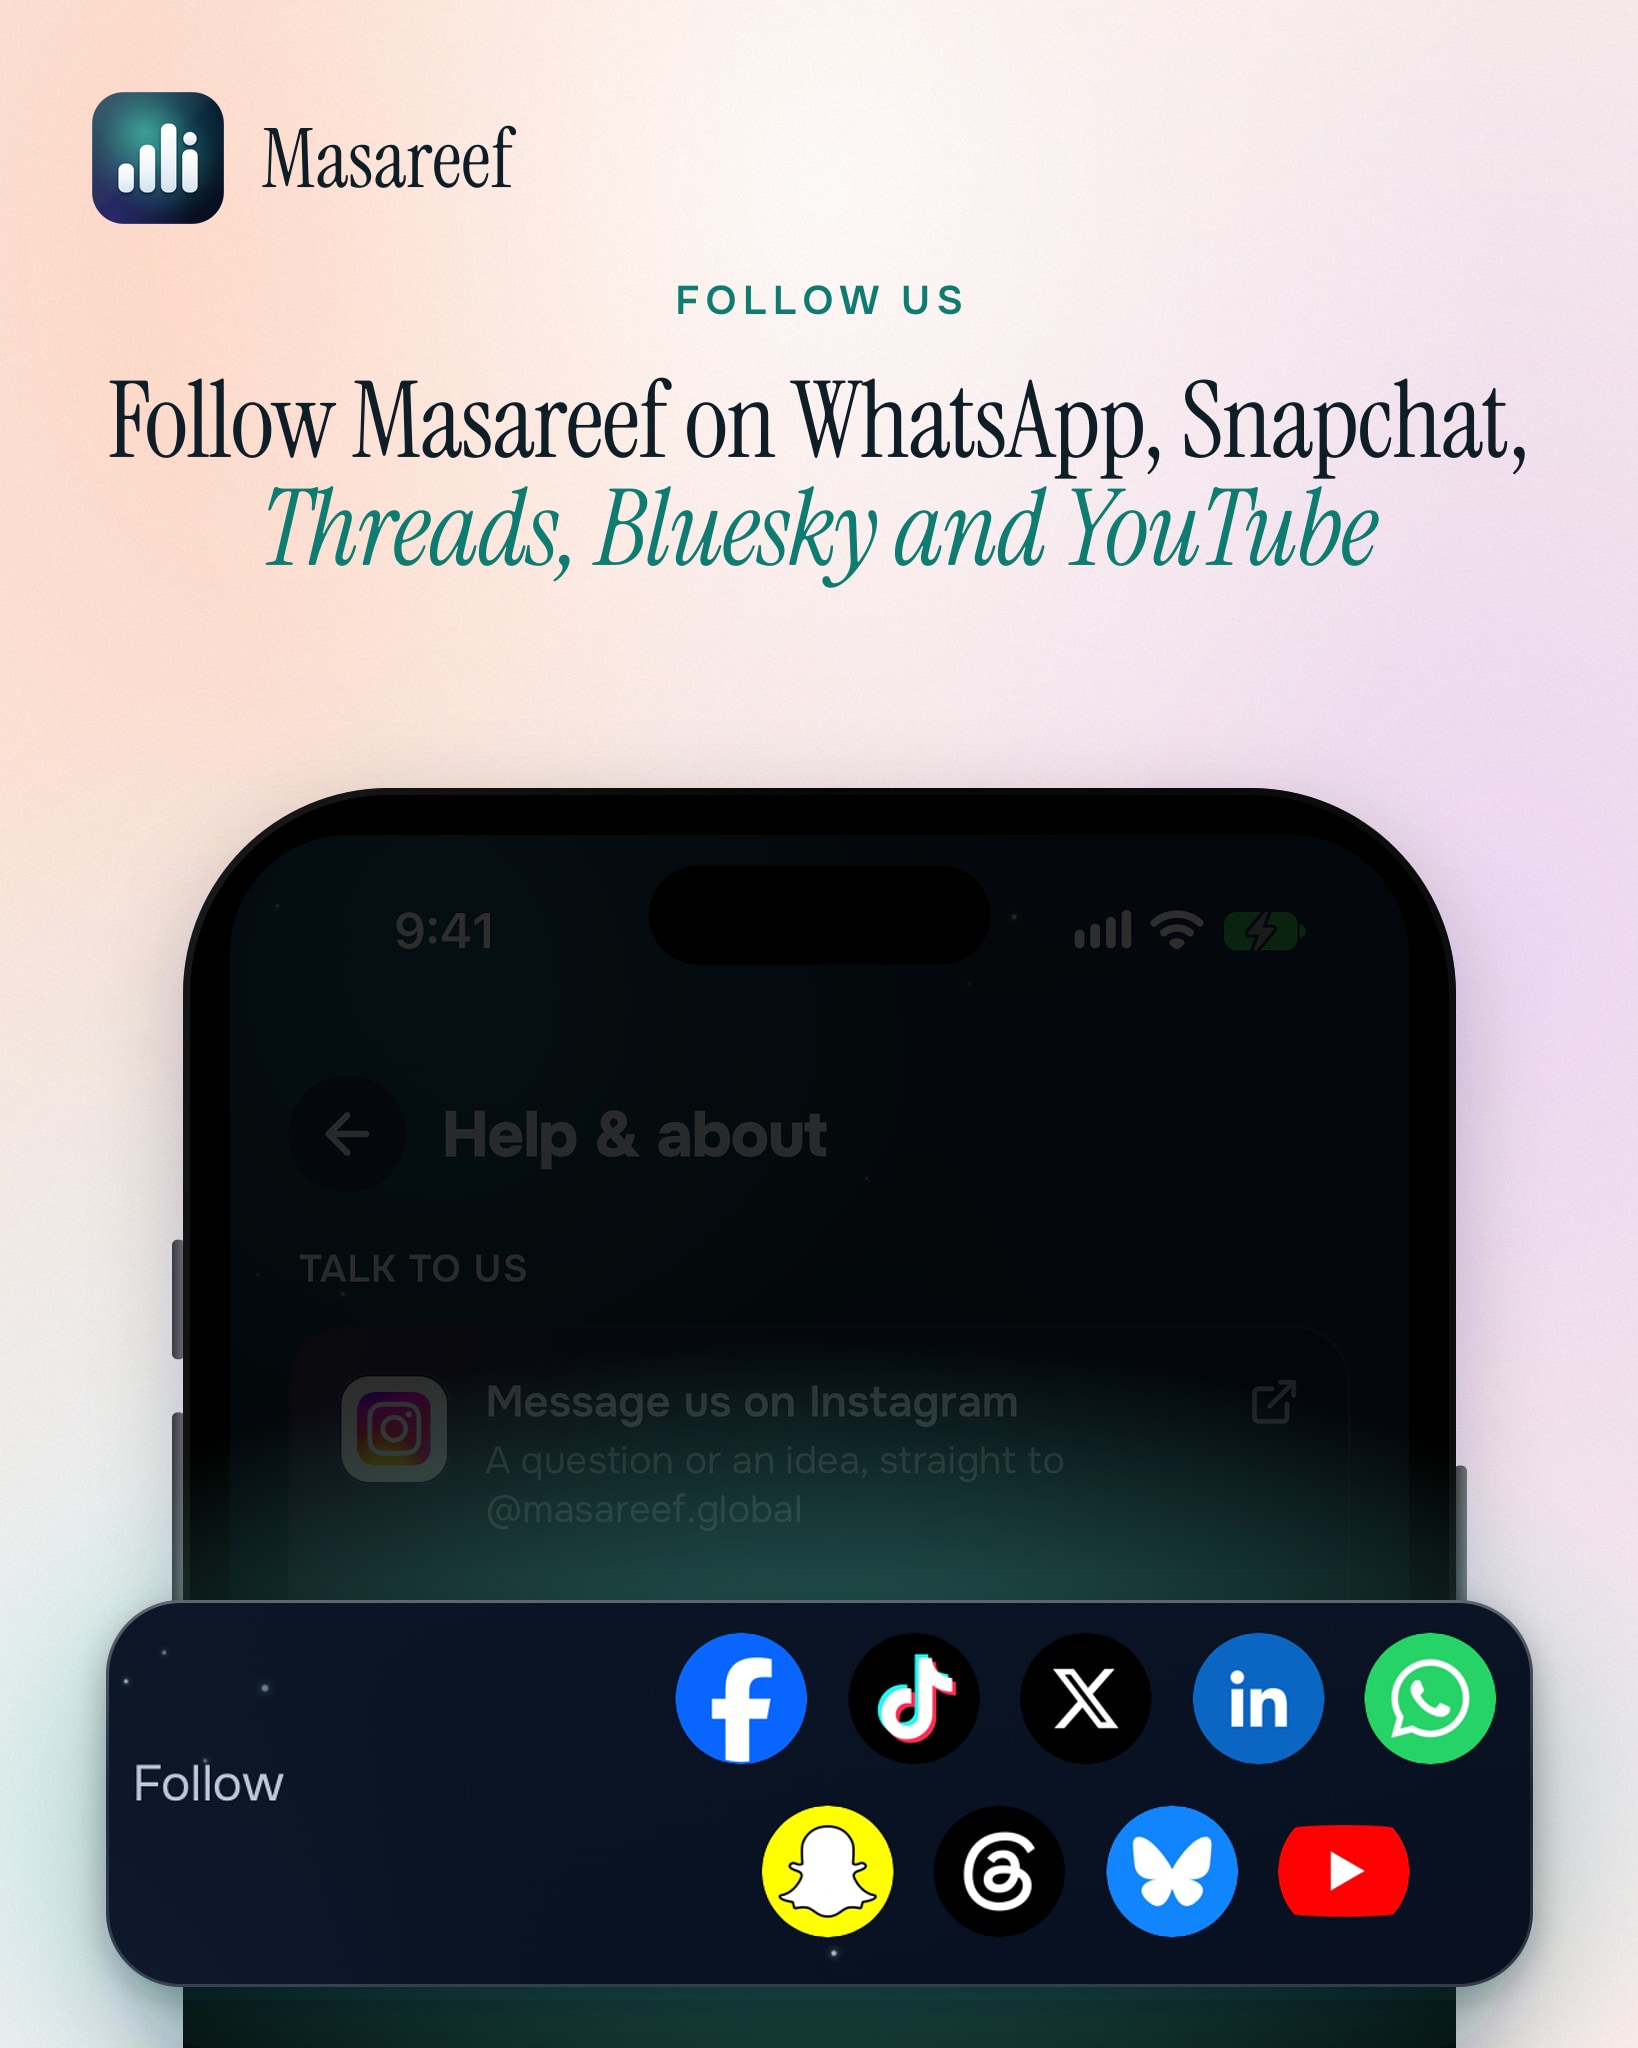 Masareef
FOLLOW US
Follow Masareef on WhatsApp, Snapchat,
Threads, Bluesky and YouTube
9:41
Help & about
TALK TO US
Message us on Instagram
A question or an idea, straight to
@masareef.global
Follow